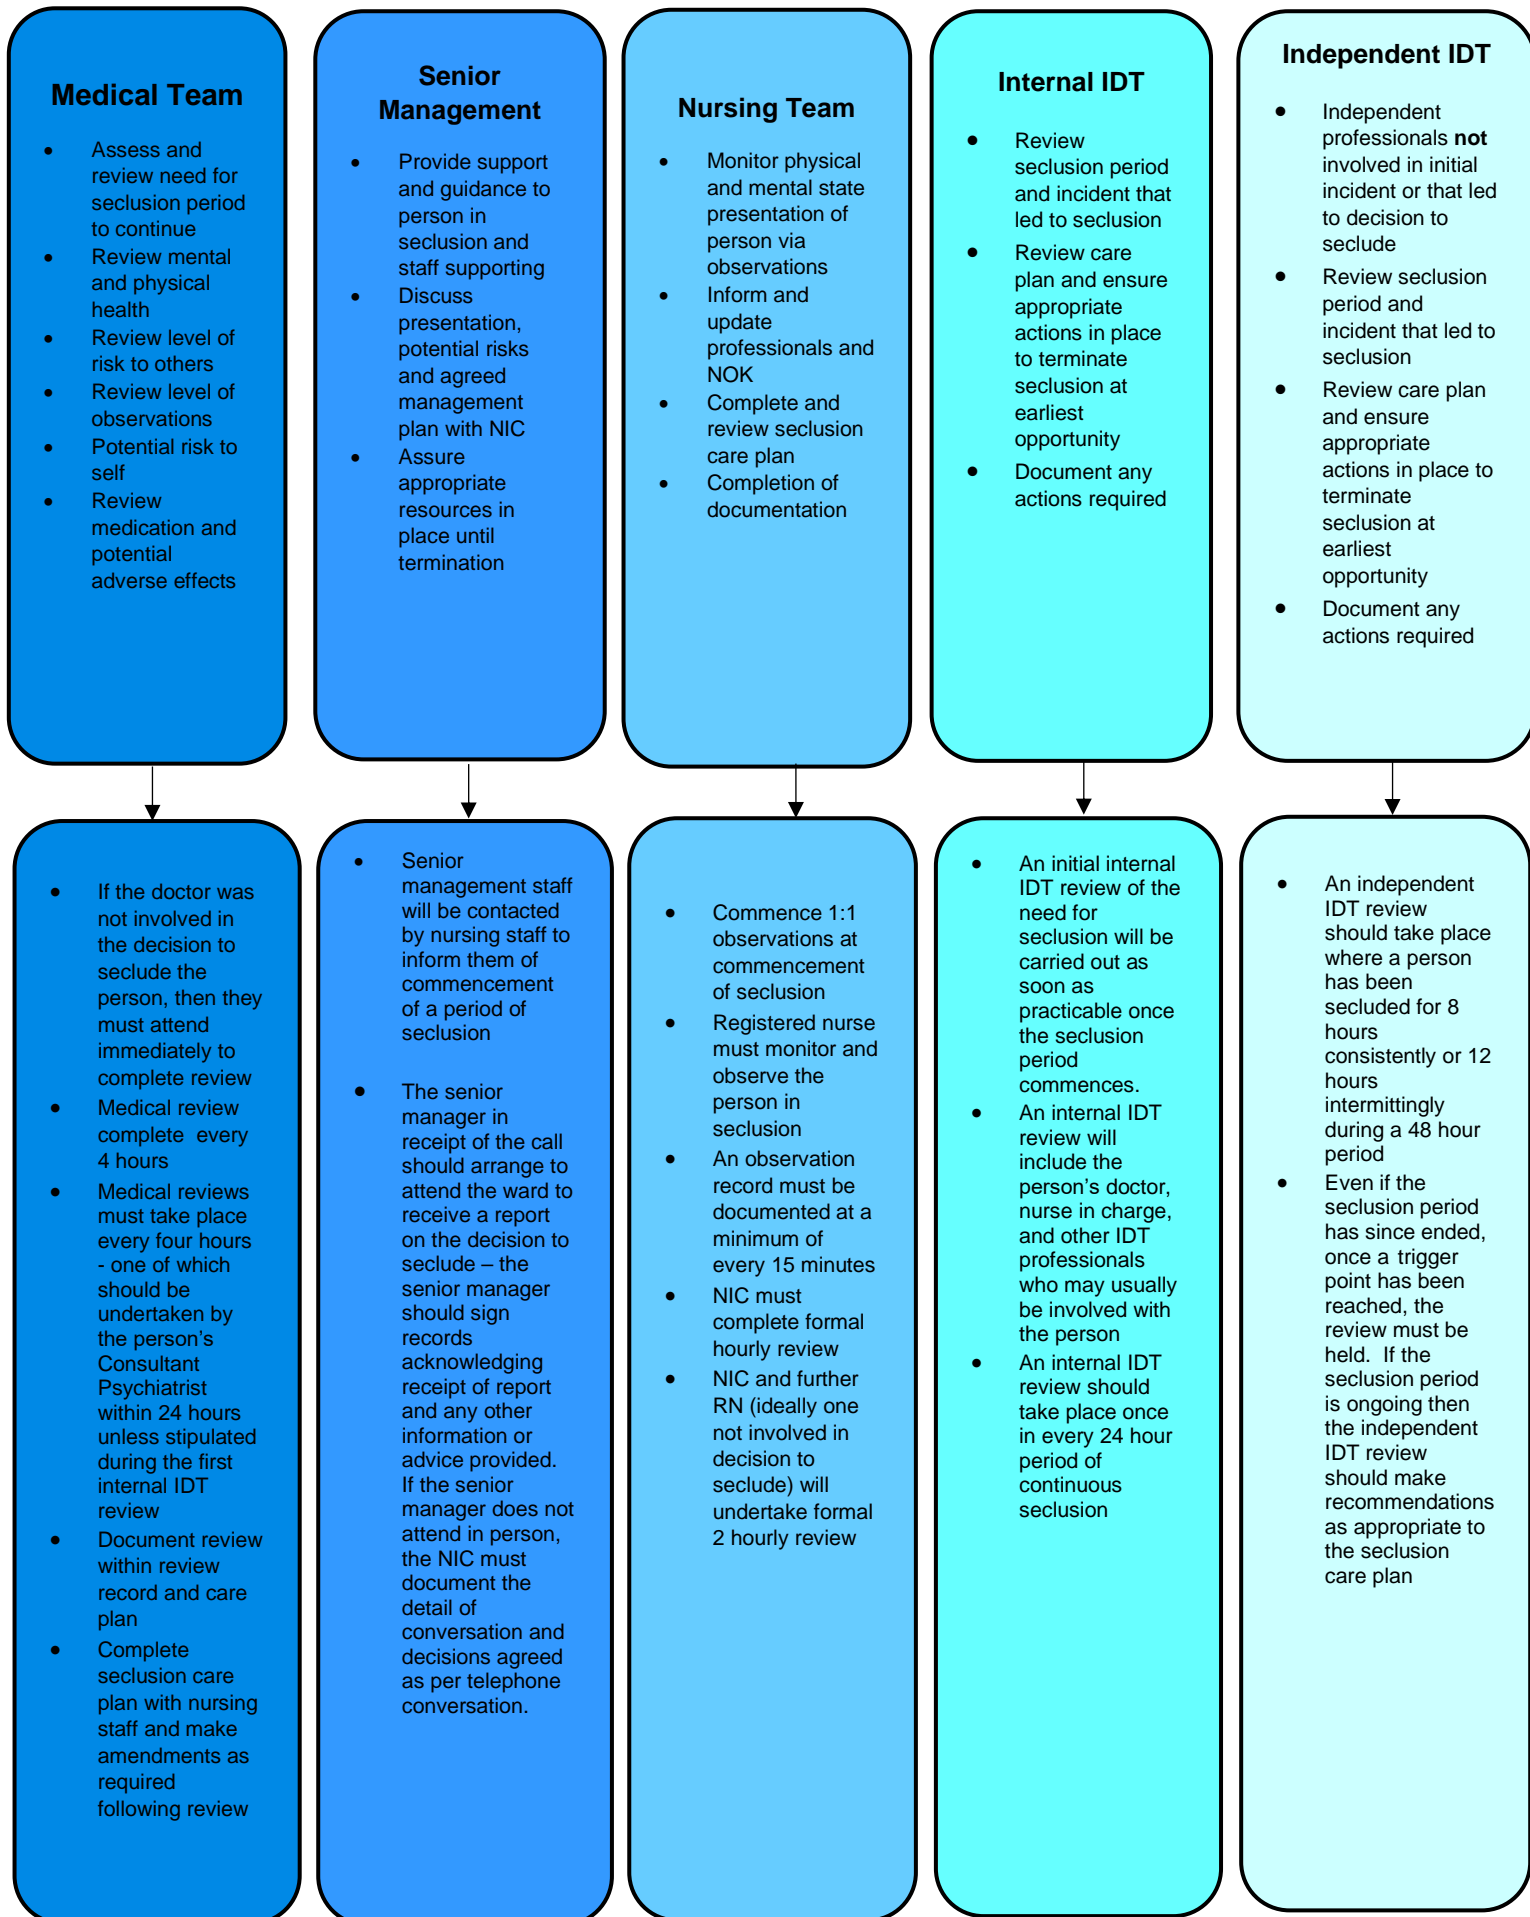 Medical Team
Assess and
review need for
seclusion period
to continue
Review mental
and physical
health
Review level of
risk to others
Review level of
observations
Potential risk to
self
Review
medication and
potential
adverse effects
Senior
Management
Provide support
and guidance to
person in
seclusion and
staff supporting
Discuss
presentation,
potential risks
and agreed
management
plan with NIC
Assure
appropriate
resources in
place until
termination
Nursing Team
Monitor physical
and mental state
presentation of
person via
observations
Inform and
update
professionals and
NOK
Complete and
review seclusion
care plan
Completion of
documentation
Internal IDT
Review
seclusion period
and incident that
led to seclusion
Review care
plan and ensure
appropriate
actions in place
to terminate
seclusion at
earliest
opportunity
Document any
actions required
Independent IDT
Independent
professionals not
involved in initial
incident or that led
to decision to
seclude
Review seclusion
period and
incident that led to
seclusion
Review care plan
and ensure
appropriate
actions in place to
terminate
seclusion at
earliest
opportunity
Document any
actions required
If the doctor was
not involved in
the decision to
seclude the
person, then they
must attend
immediately to
complete review
Medical review
complete every
4 hours
Medical reviews
must take place
every four hours
- one of which
should be
undertaken by
the person's
Consultant
Psychiatrist
within 24 hours
unless stipulated
during the first
internal IDT
review
Document review
within review
record and care
plan
Complete
seclusion care
plan with nursing
staff and make
amendments as
required
following review
Senior
management staff
will be contacted
by nursing staff to
inform them of
commencement
of a period of
seclusion
The senior
manager in
receipt of the call
should arrange to
attend the ward to
receive a report
on the decision to
seclude – the
senior manager
should sign
records
acknowledging
receipt of report
and any other
information or
advice provided.
If the senior
manager does not
attend in person,
the NIC must
document the
detail of
conversation and
decisions agreed
as per telephone
conversation.
Commence 1:1
observations at
commencement
of seclusion
Registered nurse
must monitor and
observe the
person in
seclusion
An observation
record must be
documented at a
minimum of
every 15 minutes
NIC must
complete formal
hourly review
NIC and further
RN (ideally one
not involved in
decision to
seclude) will
undertake formal
2 hourly review
An initial internal
IDT review of the
need for
seclusion will be
carried out as
soon as
practicable once
the seclusion
period
commences.
An internal IDT
review will
include the
person's doctor,
nurse in charge,
and other IDT
professionals
who may usually
be involved with
the person
An internal IDT
review should
take place once
in every 24 hour
period of
continuous
seclusion
An independent
IDT review
should take place
where a person
has been
secluded for 8
hours
consistently or 12
hours
intermittingly
during a 48 hour
period
Even if the
seclusion period
has since ended,
once a trigger
point has been
reached, the
review must be
held. If the
seclusion period
is ongoing then
the independent
IDT review
should make
recommendations
as appropriate to
the seclusion
care plan